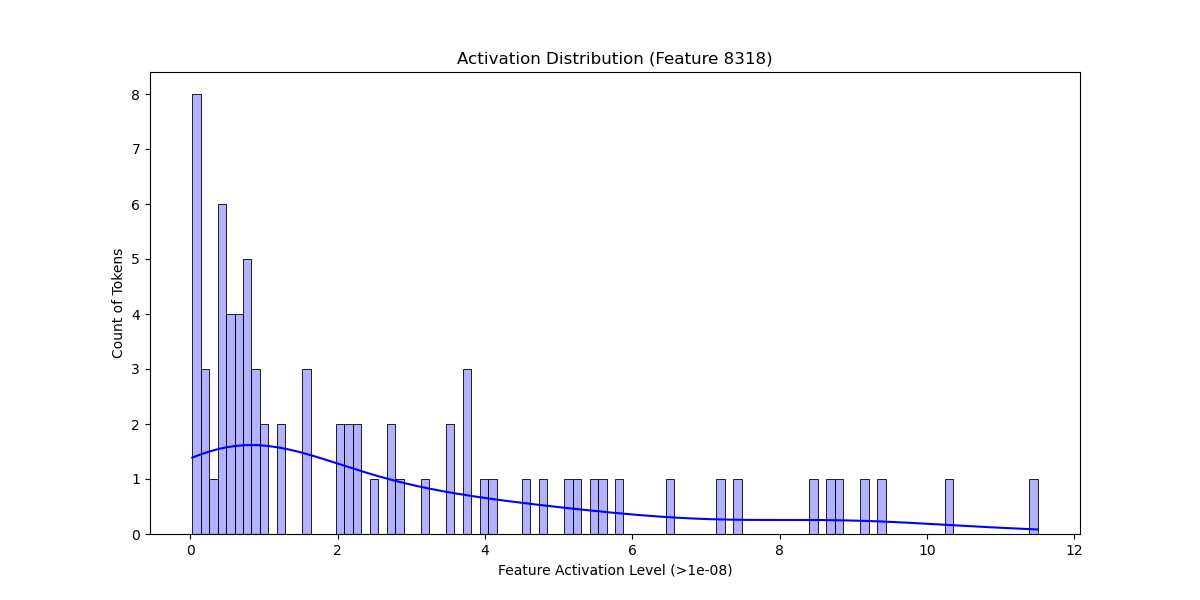 Activation Distribution (Feature 8318)
Count of Tokens
8
7
6
5
4
3
2
1
0
0 2 4 6 8 10 12
Feature Activation Level (>1e-08)